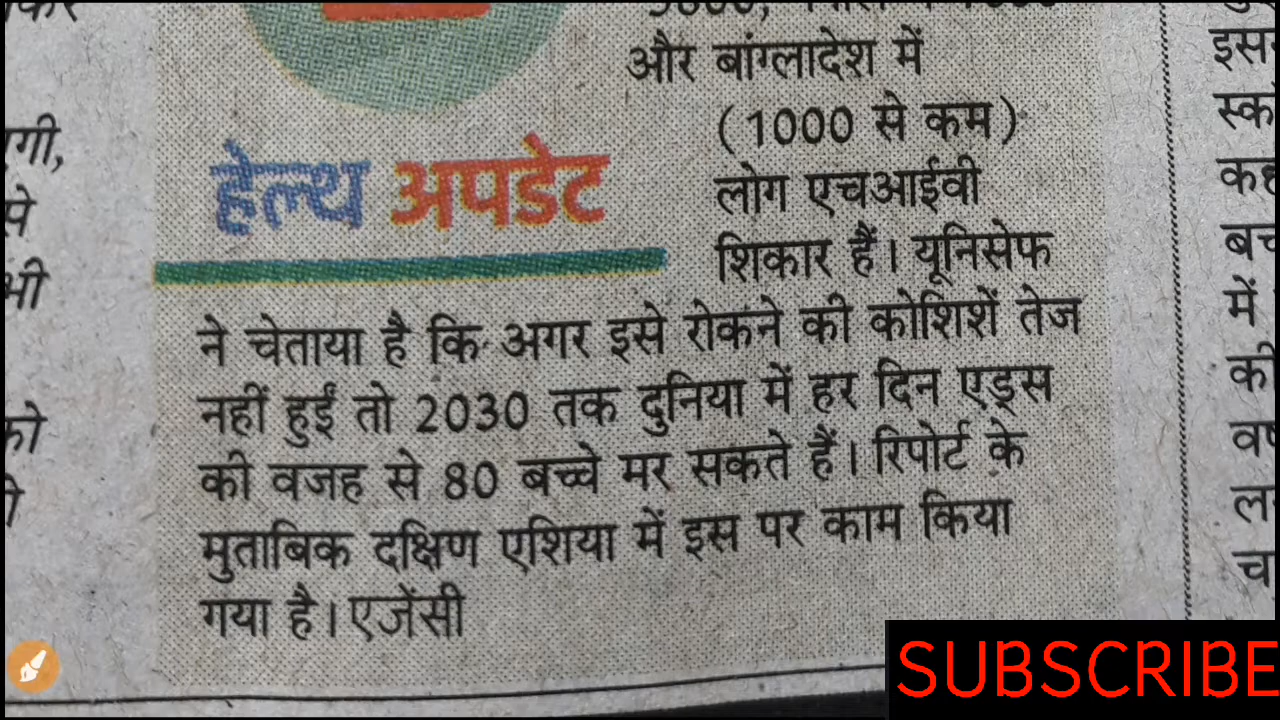 और बांग्लादेश में
(1000 से कम)
लोग एचआईवी
शिकार हैं। यूनिसेफ
हेल्थ अपडेट
ने चेताया है कि अगर इसे रोकने की कोशिशें तेज
नहीं हुईं तो 2030 तक दुनिया में हर दिन एड्स
की वजह से 80 बच्चे मर सकते हैं। रिपोर्ट के
मुताबिक दक्षिण एशिया में इस पर काम किया
गया है। एजेंसी
में
SUBSCRIBE